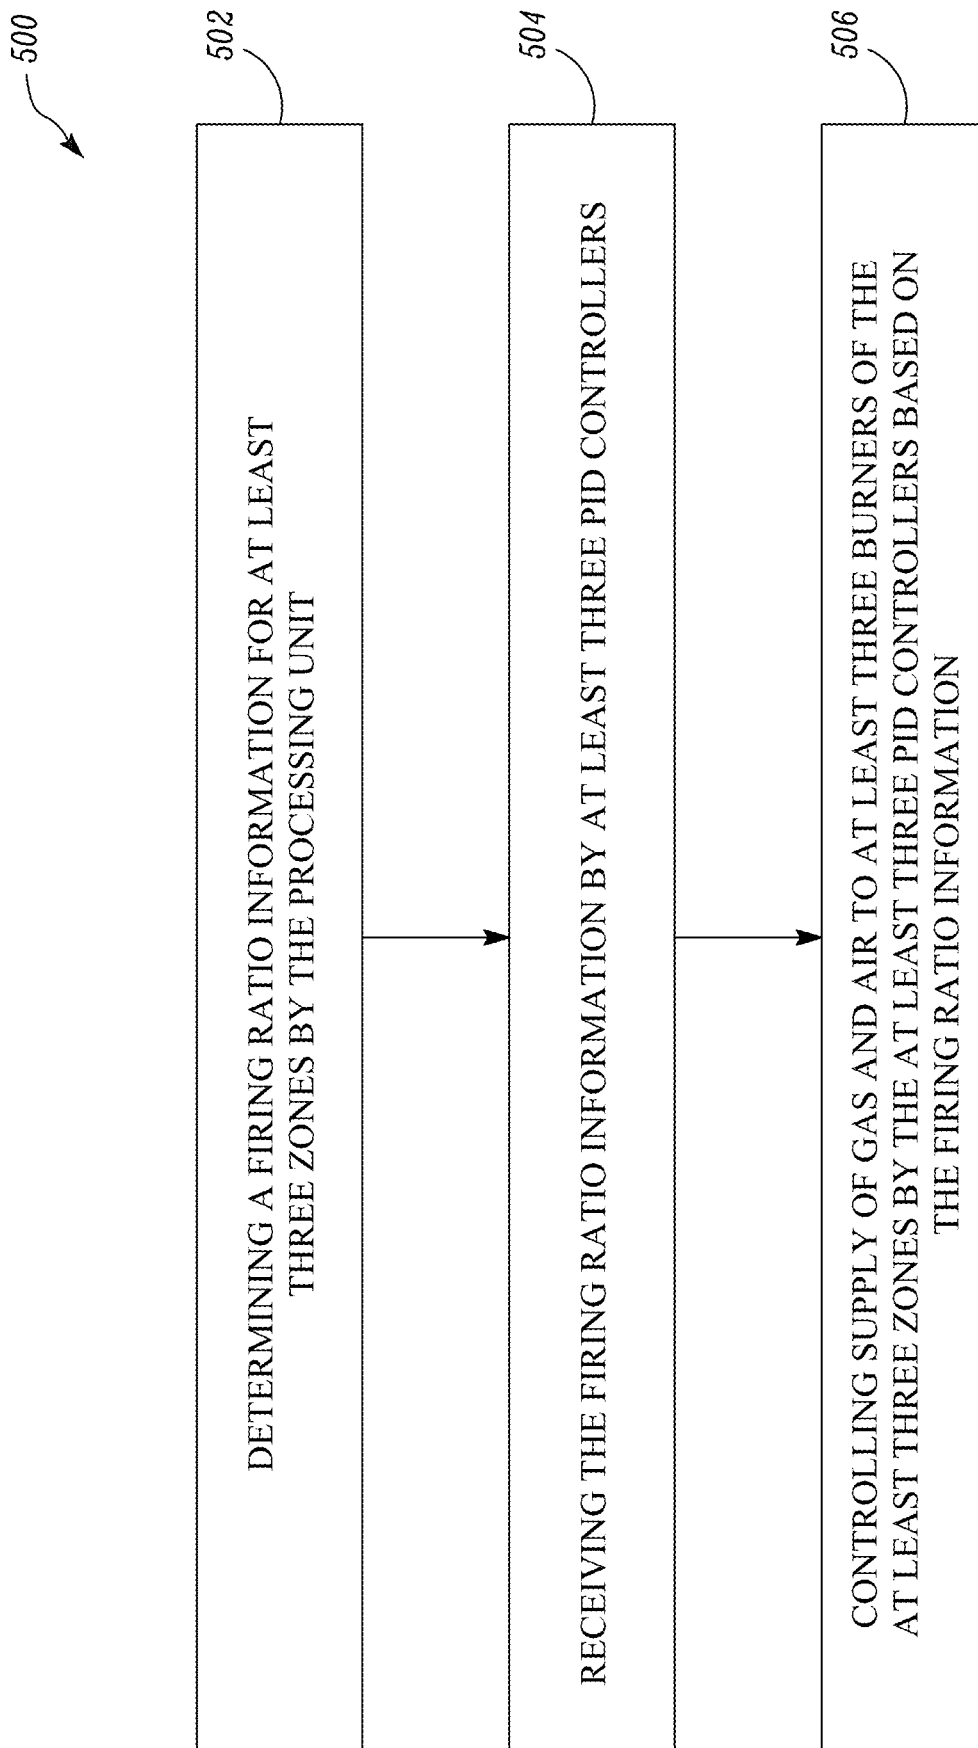 500
502
DETERMINING A FIRING RATIO INFORMATION FOR AT LEAST
THREE ZONES BY THE PROCESSING UNIT
504
RECEIVING THE FIRING RATIO INFORMATION BY AT LEAST THREE PID CONTROLLERS
506
CONTROLLING SUPPLY OF GAS AND AIR TO AT LEAST THREE BURNERS OF THE
AT LEAST THREE ZONES BY THE AT LEAST THREE PID CONTROLLERS BASED ON
THE FIRING RATIO INFORMATION